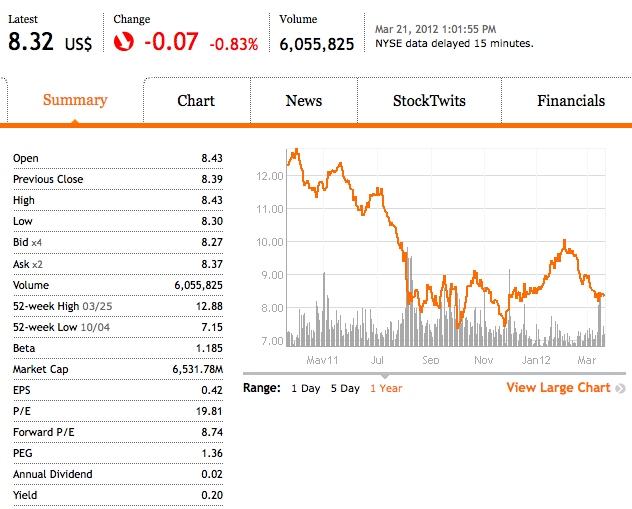 Latest
8.32 US$
Change
-0.07 -0.83%
Volume
6,055,825
Mar 21, 2012 1:01:55 PM
NYSE data delayed 15 minutes.
Summary
Chart
News
StockTwits
Financials
Open 8.43
Previous Close 8.39
High 8.43
Low 8.30
Bid x4 8.27
Ask x2 8.37
Volume 6,055,825
52-week High 03/25 12.88
52-week Low 10/04 7.15
Beta 1.185
Market Cap 6,531.78M
EPS 0.42
P/E 19.81
Forward P/E 8.74
PEG 1.36
Annual Dividend 0.02
Yield 0.20
12.00
11.00
10.00
9.00
8.00
7.00
May11 Jul Sep Nov Jan12 Mar
Range: 1 Day 5 Day 1 Year
View Large Chart